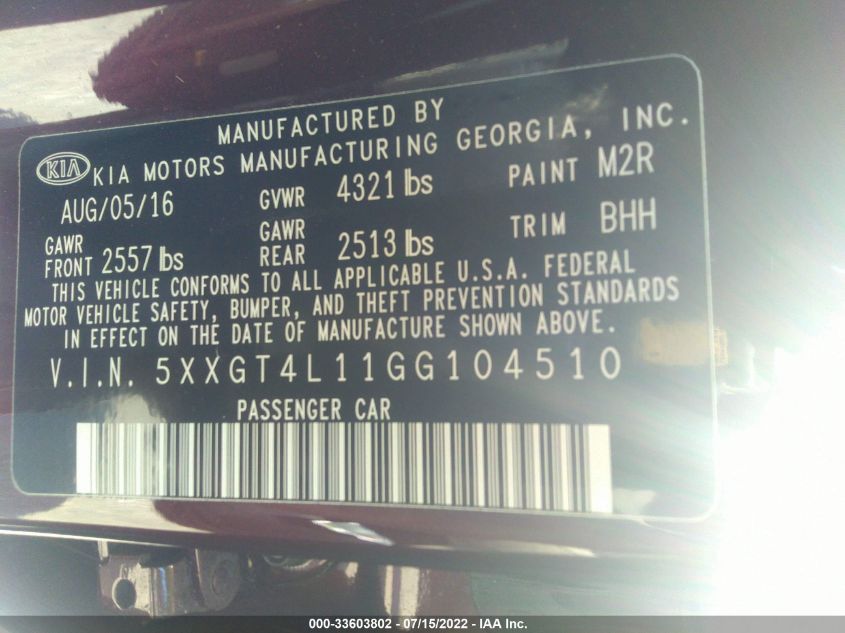 MANUFACTURED BY
KIA KIA MOTORS MANUFACTURING GEORGIA, INC.
AUG/05/16 GVWR 4321 lbs PAINT M2R
GAWR FRONT 2557 lbs GAWR REAR 2513 lbs TRIM BHH
THIS VEHICLE CONFORMS TO ALL APPLICABLE U.S.A. FEDERAL
MOTOR VEHICLE SAFETY, BUMPER, AND THEFT PREVENTION STANDARDS
IN EFFECT ON THE DATE OF MANUFACTURE SHOWN ABOVE.
V.I.N. 5XXGT4L11GG104510
PASSENGER CAR
000-33603802 - 07/15/2022 - IAA Inc.